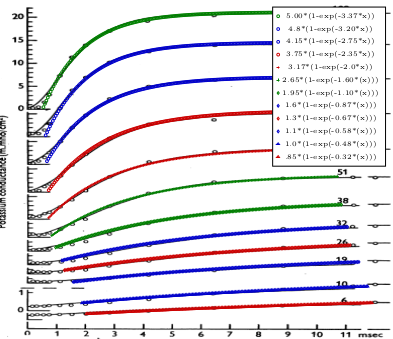 20
15
10
5
0
1
0
Potassium conductance (m.mho/cm²)
5.00*(1-exp(-3.37*x))
4.8*(1-exp(-3.20*x))
4.15*(1-exp(-2.75*x))
3.75*(1-exp(-2.35*x))
3.17*(1-exp(-2.0*x))
2.65*(1-exp(-1.60*(x)))
1.95*(1-exp(-1.10*(x)))
1.6*(1-exp(-0.87*(x)))
1.3*(1-exp(-0.67*(x)))
1.1*(1-exp(-0.58*(x)))
1.0*(1-exp(-0.48*(x)))
.85*(1-exp(-0.32*(x)))
51
38
32
26
19
10
6
0 1 2 3 4 5 6 7 8 9 10 11 msec